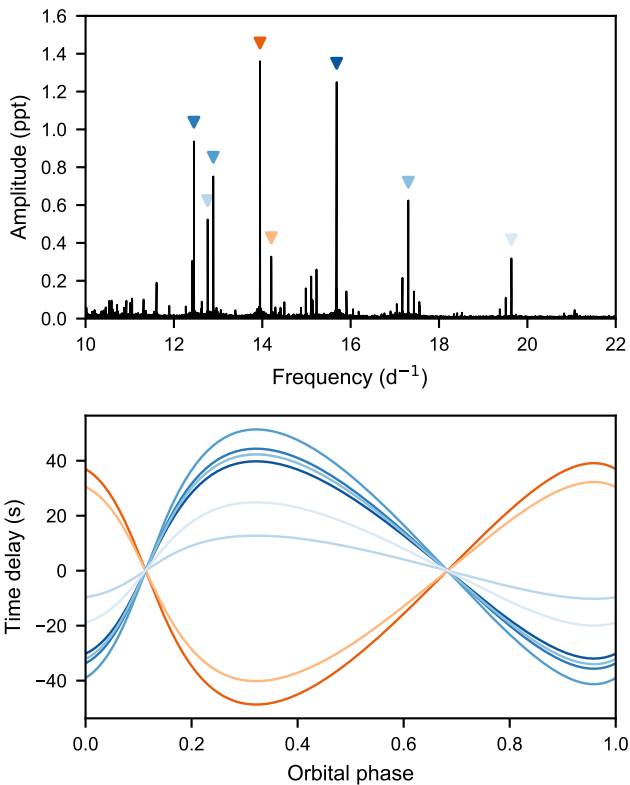 1.6
1.4
1.2
1.0
0.8
0.6
0.4
0.2
0.0
Amplitude (ppt)
10 12 14 16 18 20 22
Frequency (d⁻¹)
40
20
0
−20
−40
Time delay (s)
0.0 0.2 0.4 0.6 0.8 1.0
Orbital phase